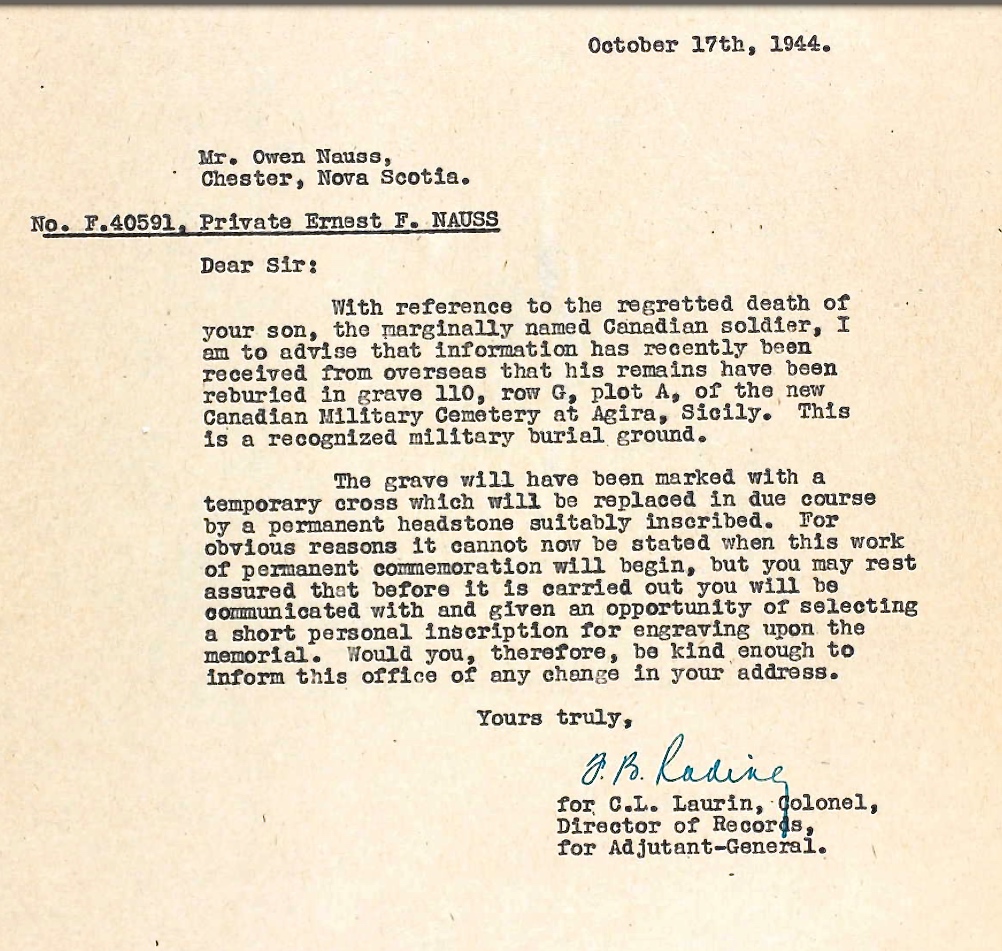 October 17th, 1944.
Mr. Owen Nauss,
Chester, Nova Scotia.
No. F.40591, Private Ernest F. NAUSS
Dear Sir:
With reference to the regretted death of
your son, the marginally named Canadian soldier, I
am to advise that information has recently been
received from overseas that his remains have been
reburied in grave 110, row G, plot A, of the new
Canadian Military Cemetery at Agira, Sicily. This
is a recognized military burial ground.
The grave will have been marked with a
temporary cross which will be replaced in due course
by a permanent headstone suitably inscribed. For
obvious reasons it cannot now be stated when this work
of permanent commemoration will begin, but you may rest
assured that before it is carried out you will be
communicated with and given an opportunity of selecting
a short personal inscription for engraving upon the
memorial. Would you, therefore, be kind enough to
inform this office of any change in your address.
Yours truly,
B.
for C.L. Laurin, Colonel,
Director of Records,
for Adjutant-General.